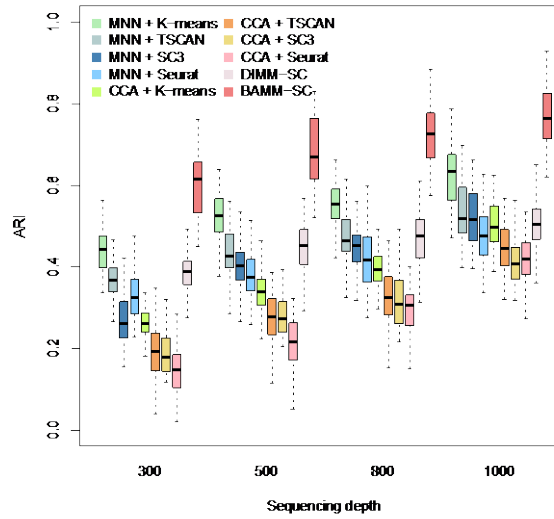 1.0
0.8
0.6
0.4
0.2
0.0
ARI
MNN + K-means
MNN + TSCAN
MNN + SC3
MNN + Seurat
CCA + K-means
CCA + TSCAN
CCA + SC3
CCA + Seurat
DIMM-SC
BAMM-SC
300 500 800 1000
Sequencing depth